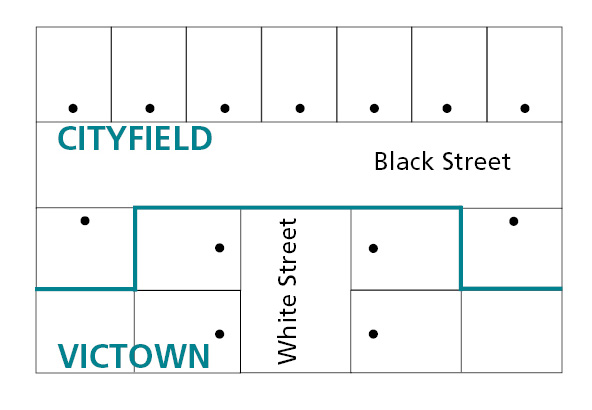 CITYFIELD
Black Street
White Street
VICTOWN